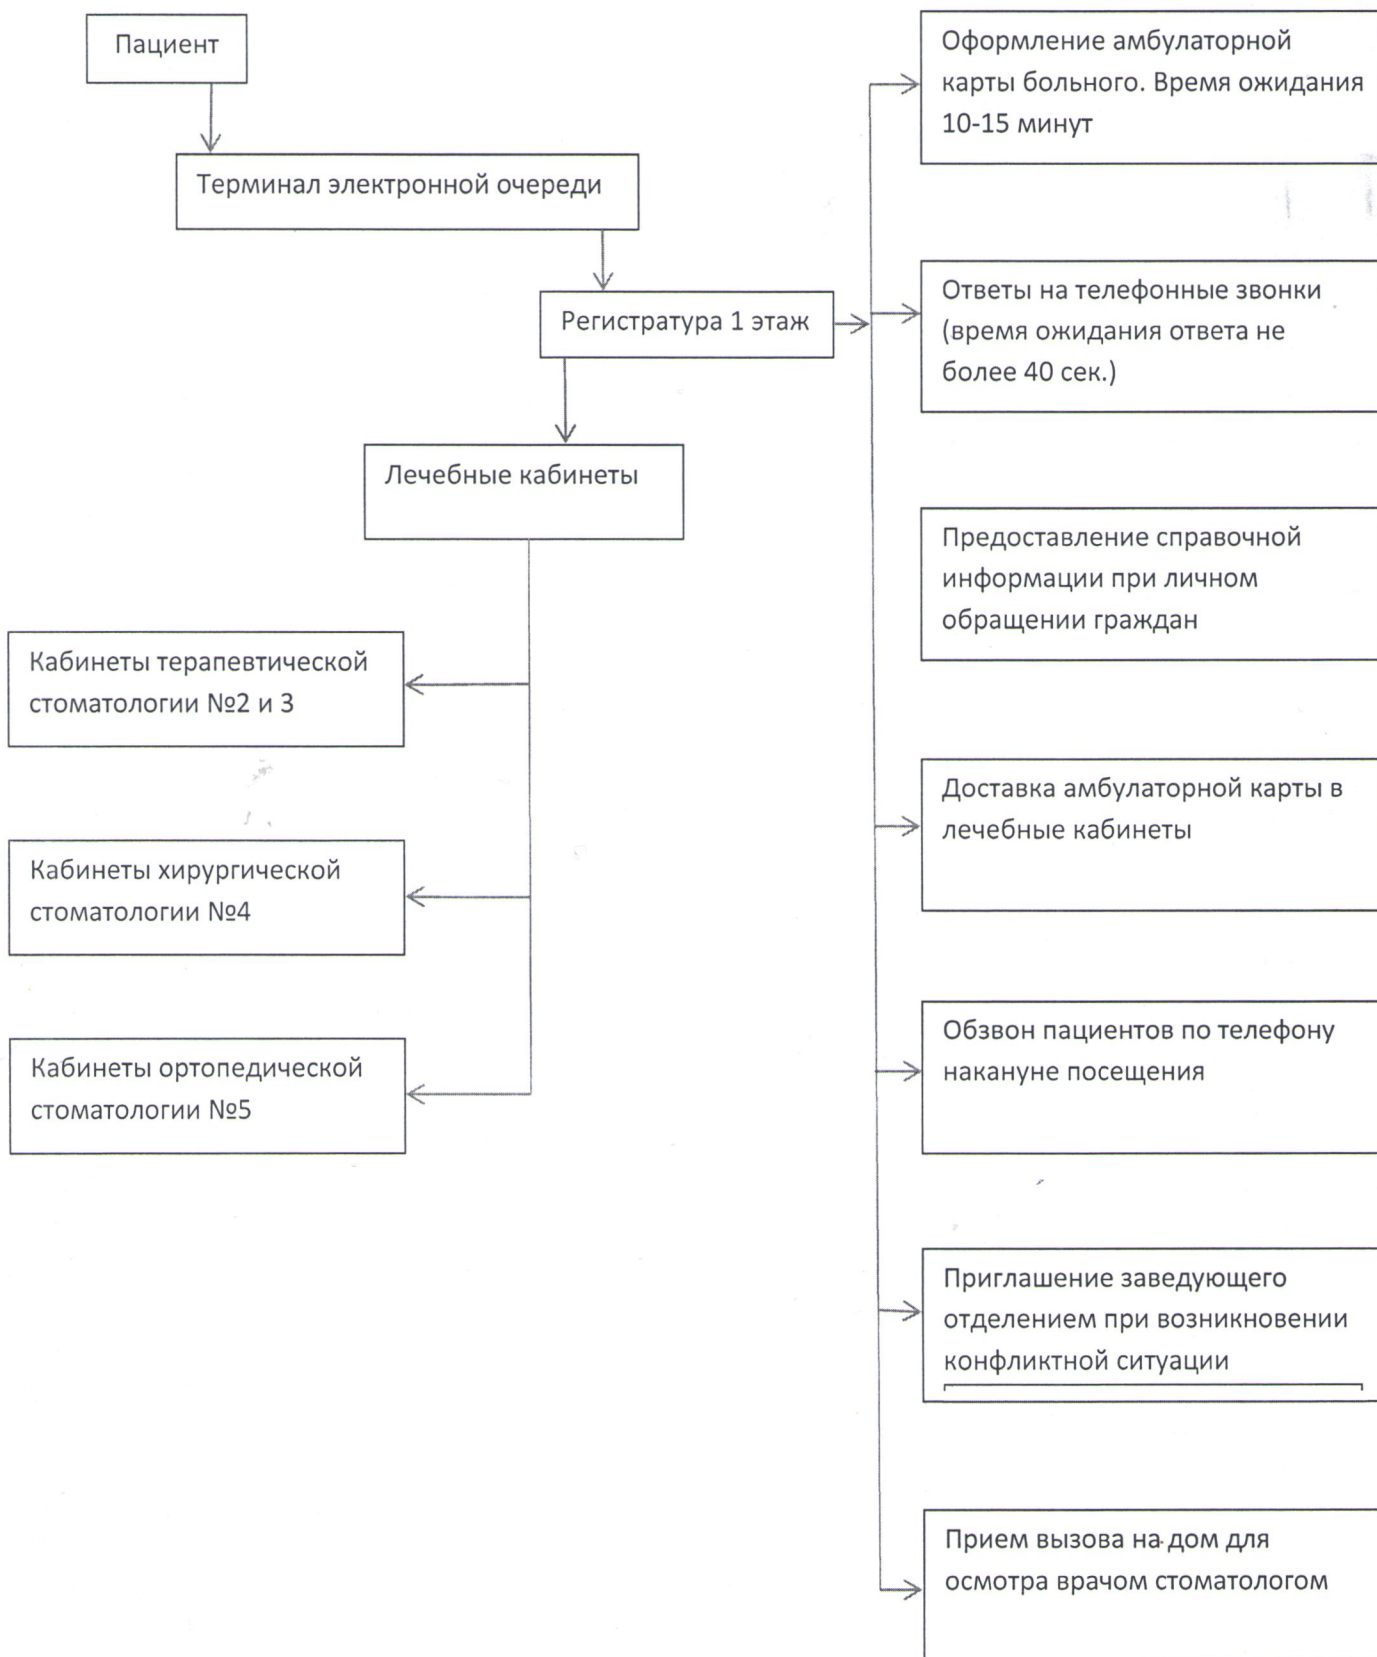 Пациент
Терминал электронной очереди
Регистратура 1 этаж
Лечебные кабинеты
Кабинеты терапевтической
стоматологии №2 и 3
Кабинеты хирургической
стоматологии №4
Кабинеты ортопедической
стоматологии №5
Оформление амбулаторной
карты больного. Время ожидания
10-15 минут
Ответы на телефонные звонки
(время ожидания ответа не
более 40 сек.)
Предоставление справочной
информации при личном
обращении граждан
Доставка амбулаторной карты в
лечебные кабинеты
Обзвон пациентов по телефону
накануне посещения
Приглашение заведующего
отделением при возникновении
конфликтной ситуации
Прием вызова на дом для
осмотра врачом стоматологом